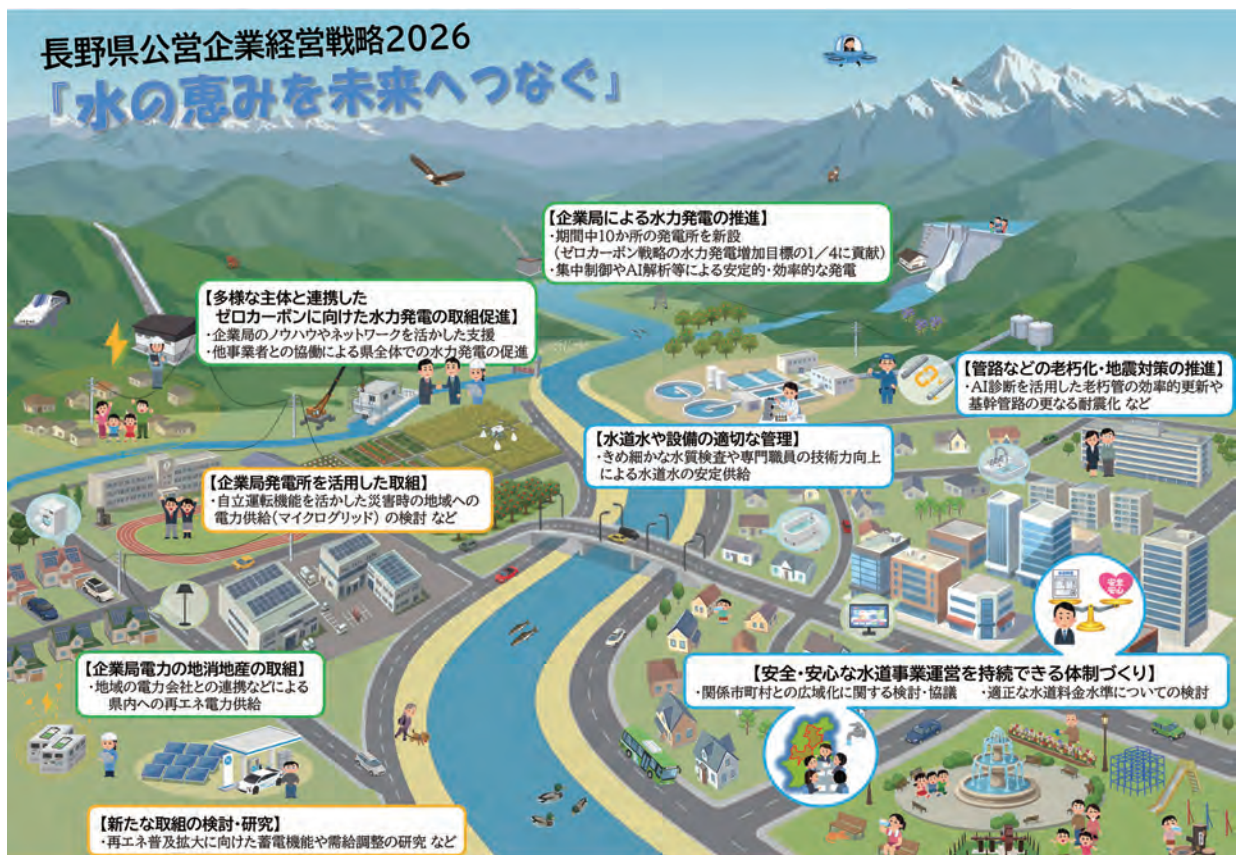 長野県公営企業経営戦略2026
『水の恵みを未来へつなぐ』
【企業局による水力発電の推進】
・期間中10か所の発電所を新設
(ゼロカーボン戦略の水力発電増加目標の1/4に貢献)
・集中制御やAI解析等による安定的・効率的な発電
【多様な主体と連携した
ゼロカーボンに向けた水力発電の取組促進】
・企業局のノウハウやネットワークを活かした支援
・他事業者との協働による県全体での水力発電の促進
【管路などの老朽化・地震対策の推進】
・AI診断を活用した老朽管の効率的更新や
基幹管路の更なる耐震化 など
【水道水や設備の適切な管理】
・きめ細かな水質検査や専門職員の技術力向上
による水道水の安定供給
【企業局発電所を活用した取組】
・自立運転機能を活かした災害時の地域への
電力供給(マイクログリッド) の検討 など
安全
安心
【企業局電力の地消地産の取組】
・地域の電力会社との連携などによる
県内への再エネ電力供給
【安全・安心な水道事業運営を持続できる体制づくり】
・関係市町村との広域化に関する検討・協議 ・適正な水道料金水準についての検討
【新たな取組の検討・研究】
・再エネ普及拡大に向けた蓄電機能や需給調整の研究 など